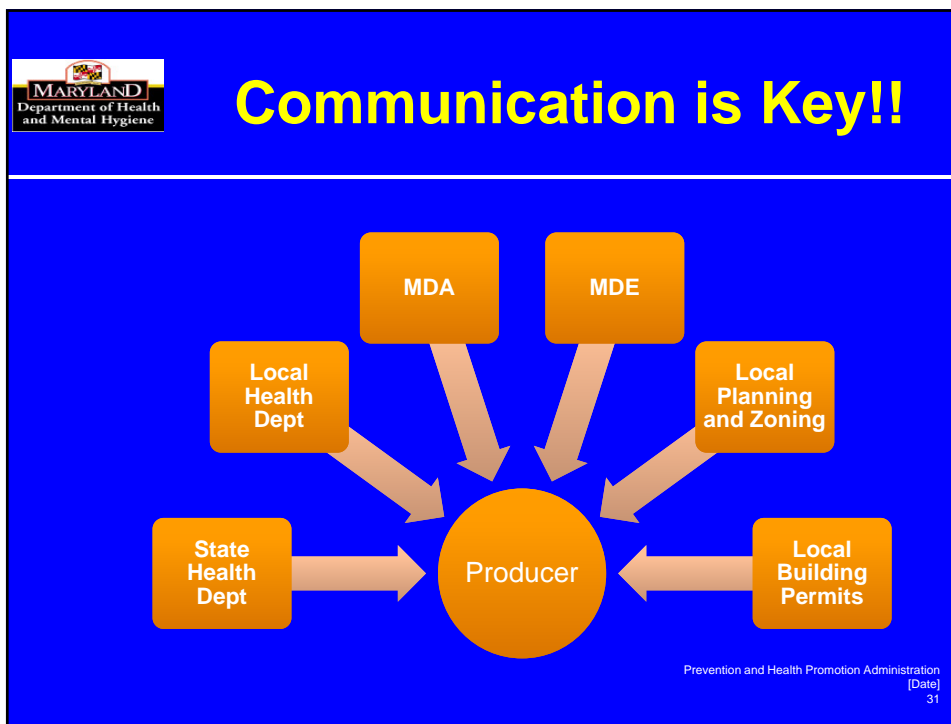 MARYLAND
Department of Health
and Mental Hygiene
Communication is Key!!
MDA
MDE
Local
Health
Dept
Local
Planning
and Zoning
State
Health
Dept
Producer
Local
Building
Permits
Prevention and Health Promotion Administration
[Date]
31